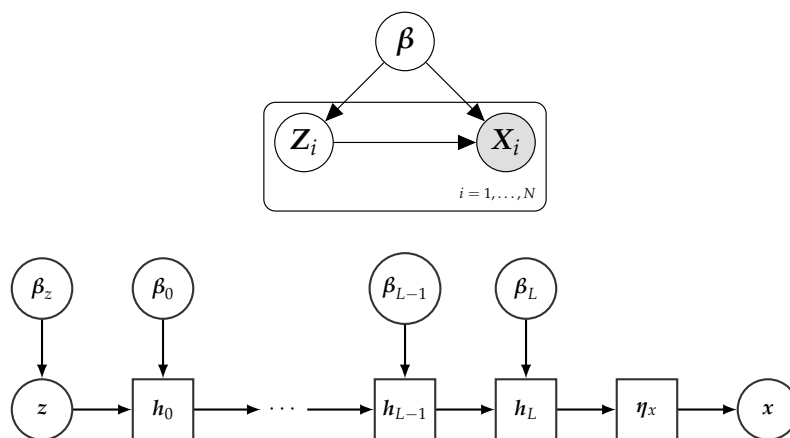 β
Z_i X_i
i = 1, . . . , N
β_z β_0 β_{L−1} β_L
z h_0 · · · h_{L−1} h_L η_x x